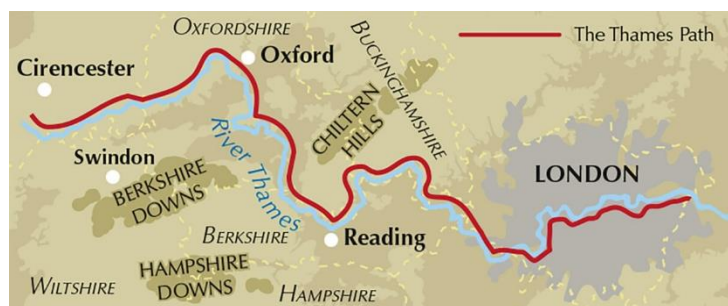 OXFORDSHIRE
The Thames Path
Oxford
BUCKINGHAMSHIRE
Cirencester
CHILTERN
HILLS
Swindon
BERKSHIRE
DOWNS
River Thames
LONDON
BERKSHIRE
Reading
HAMPSHIRE
DOWNS
WILTSHIRE
HAMPSHIRE